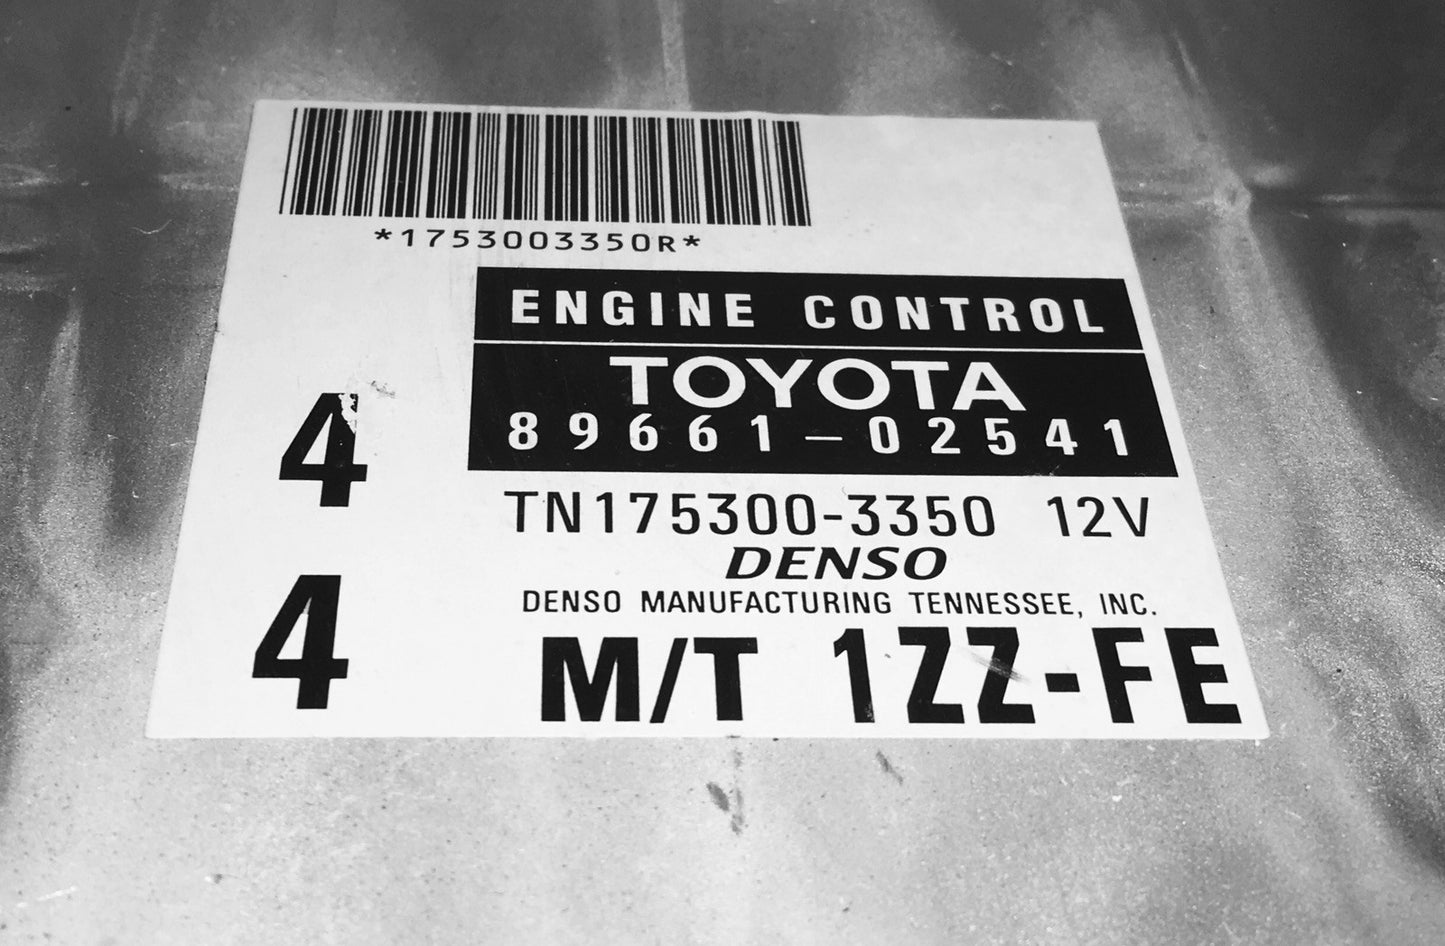 *1753003350R*
ENGINE CONTROL
TOYOTA
89661-02541
4
TN175300-3350 12V
DENSO
DENSO MANUFACTURING TENNESSEE, INC.
4
M/T 1ZZ-FE